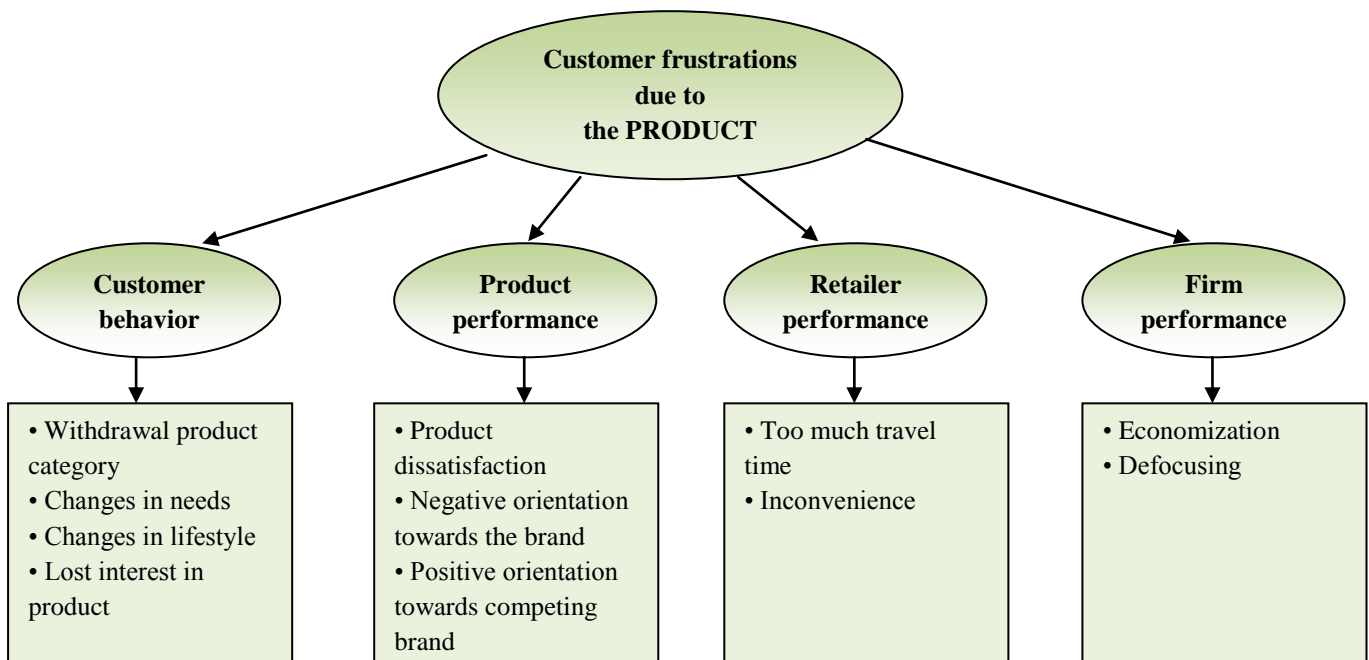 Customer frustrations
due to
the PRODUCT
Customer
behavior
Product
performance
Retailer
performance
Firm
performance
• Withdrawal product
category
• Changes in needs
• Changes in lifestyle
• Lost interest in
product
• Product
dissatisfaction
• Negative orientation
towards the brand
• Positive orientation
towards competing
brand
• Too much travel
time
• Inconvenience
• Economization
• Defocusing